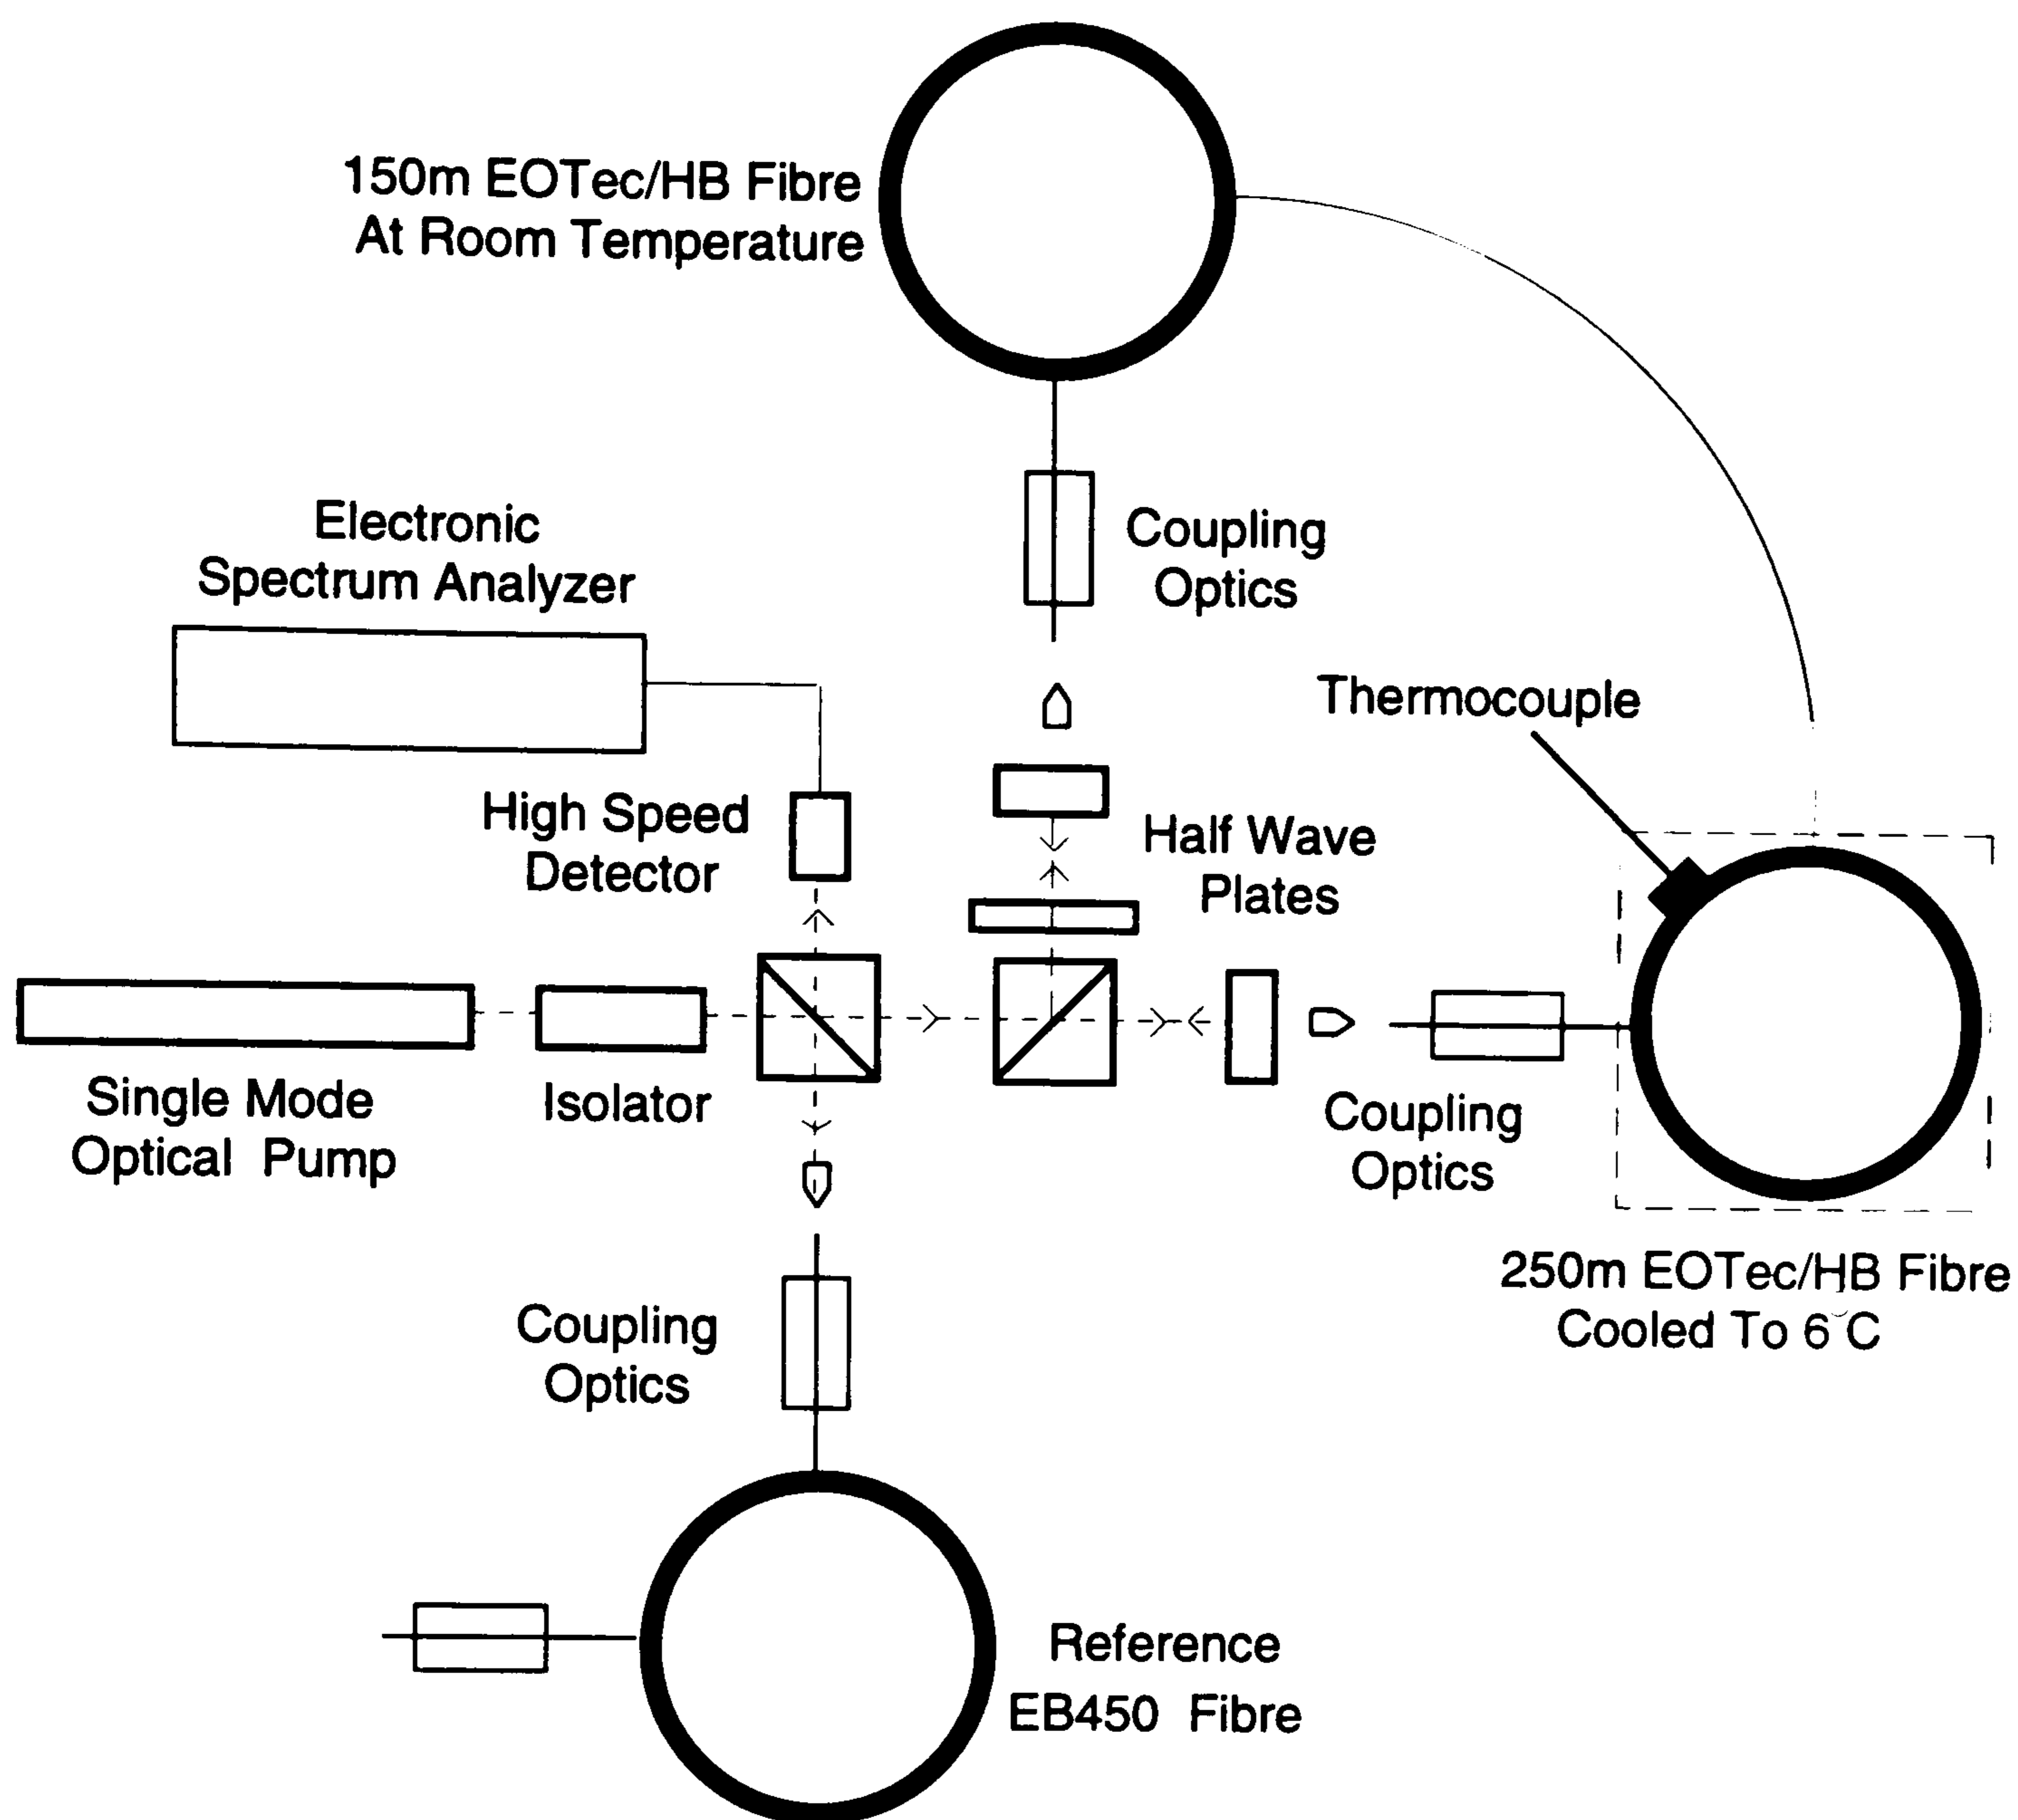 150m EOTec/HB Fibre
At Room Temperature
Electronic
Spectrum Analyzer
Coupling
Optics
Thermocouple
High Speed
Detector
Half Wave
Plates
Single Mode
Optical Pump
Isolator
Coupling
Optics
250m EOTec/HB Fibre
Cooled To 6°C
Coupling
Optics
Reference
EB450 Fibre